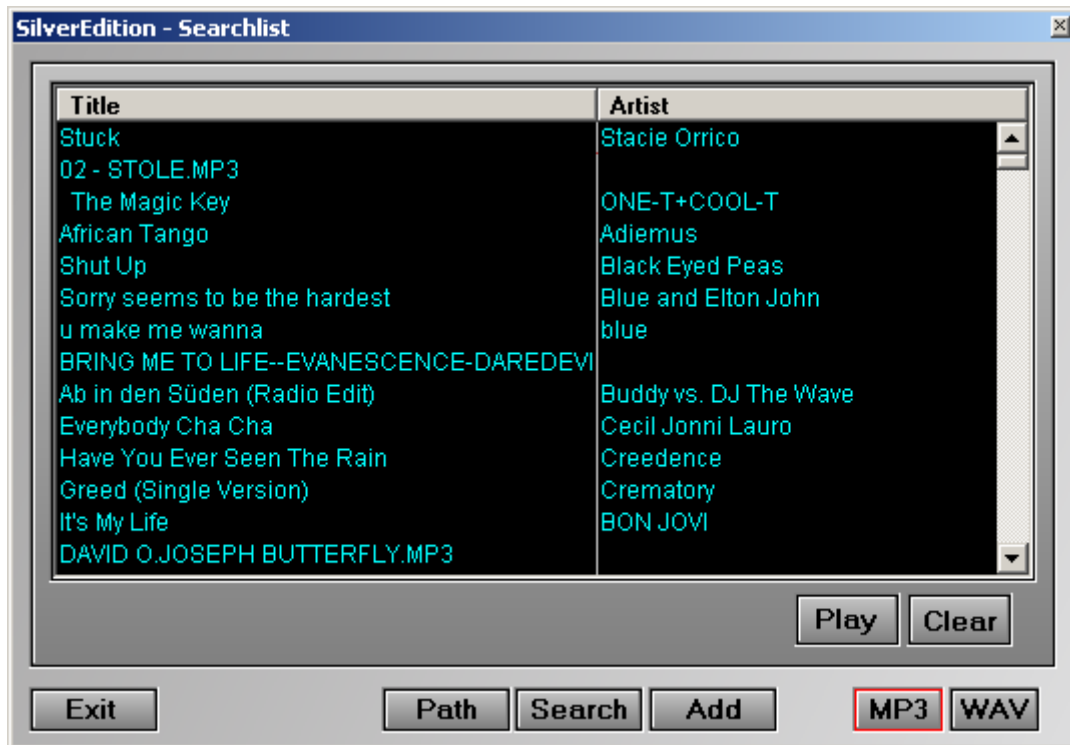 SilverEdition - Searchlist
Title Artist
Stuck Stacie Orrico
02 - STOLE.MP3
The Magic Key ONE-T+COOL-T
African Tango Adiemus
Shut Up Black Eyed Peas
Sorry seems to be the hardest Blue and Elton John
u make me wanna blue
BRING ME TO LIFE--EVANESCENCE-DAREDEVI
Ab in den Süden (Radio Edit) Buddy vs. DJ The Wave
Everybody Cha Cha Cecil Jonni Lauro
Have You Ever Seen The Rain Creedence
Greed (Single Version) Crematory
It's My Life BON JOVI
DAVID O.JOSEPH BUTTERFLY.MP3
Play Clear
Exit Path Search Add MP3 WAV